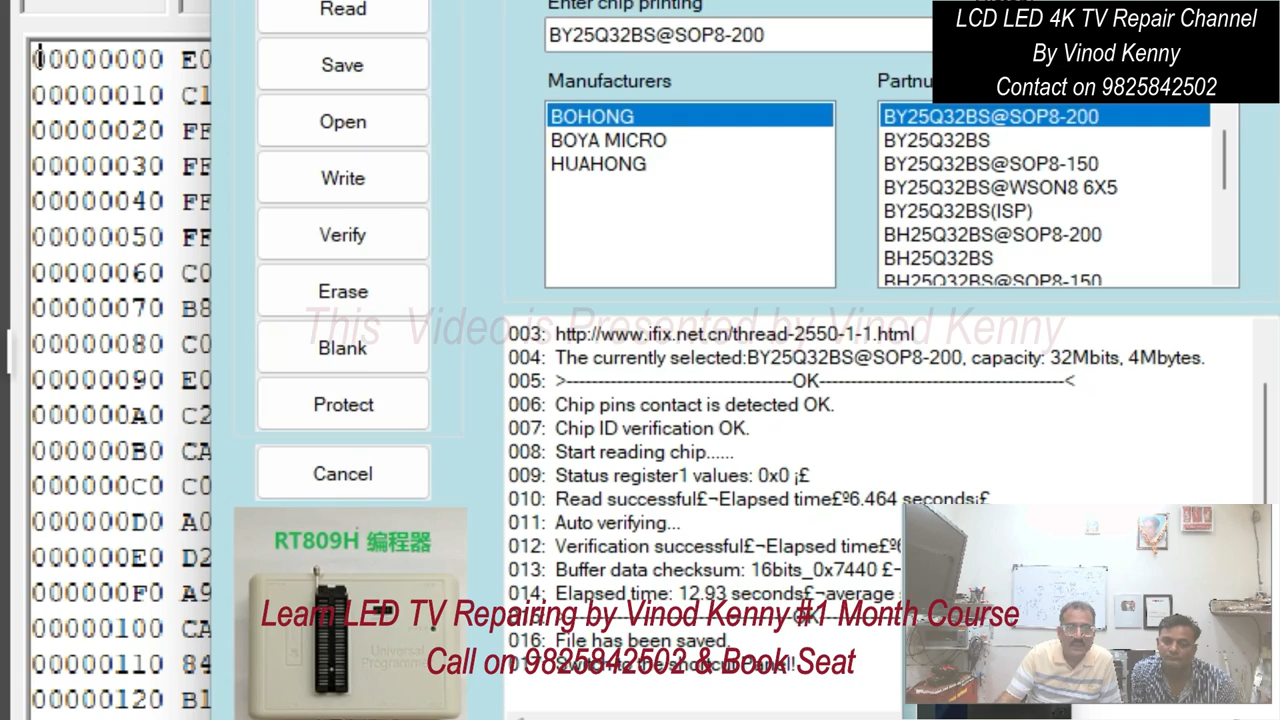 LCD LED 4K TV Repair Channel
By Vinod Kenny
Contact on 9825842502
Read
Save
Open
Write
Verify
Erase
Blank
Protect
Cancel
Enter chip printing
BY25Q32BS@SOP8-200
Manufacturers
BOHONG
BOYA MICRO
HUAHONG
BY25Q32BS@SOP8-200
BY25Q32BS
BY25Q32BS@SOP8-150
BY25Q32BS@WSON8 6X5
BY25Q32BS(ISP)
BH25Q32BS@SOP8-200
BH25Q32BS
BH25Q32BS@SOP8-150
00000000 E0
00000010 C1
00000020
00000030
00000040
00000050
00000060 C0
00000070 B8
00000080 C0
00000090 E0
000000A0 C2
000000B0 CA
000000C0 C0
000000D0 A0
000000E0 D2
000000F0 A9
00000100 CA
00000110 84
00000120 B1
This Video is Presented by Vinod Kenny
003: http://www.ifix.net.cn/thread-2550-1-1.html
004: The currently selected:BY25Q32BS@SOP8-200, capacity: 32Mbits, 4Mbytes.
005: >----------------------------------------OK----------------------------------------<
006: Chip pins contact is detected OK.
007: Chip ID verification OK.
008: Start reading chip......
009: Status register1 values: 0x0 ¡£
010: Read successful£¬Elapsed time£º6.464 seconds¡£
011: Auto verifying...
012: Verification successful£¬Elapsed time£º
013: Buffer data checksum: 16bits_0x7440 £¬
014: Elapsed time: 12.93 seconds£¬average
016: File has been saved.
RT809H 编程器
Universal
Programmer
Learn LED TV Repairing by Vinod Kenny #1 Month Course
Call on 9825842502 & Book Seat